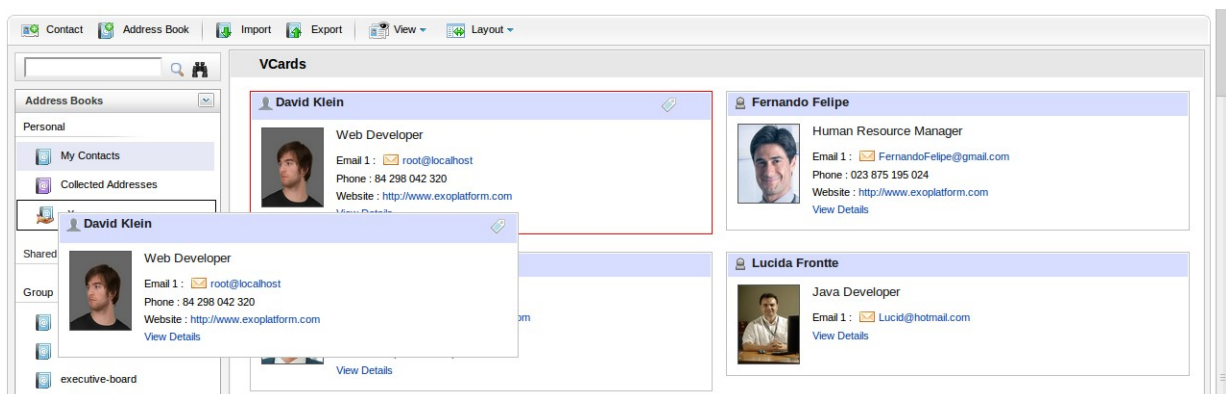 Contact Address Book Import Export View Layout
VCards
Address Books
Personal
My Contacts
Collected Addresses
Shared
Group
executive-board
David Klein
Web Developer
Email 1 : root@localhost
Phone : 84 298 042 320
Website : http://www.exoplatform.com
View Details
Fernando Felipe
Human Resource Manager
Email 1 : FernandoFelipe@gmail.com
Phone : 023 875 195 024
Website : http://www.exoplatform.com
View Details
David Klein
Web Developer
Email 1 : root@localhost
Phone : 84 298 042 320
Website : http://www.exoplatform.com
View Details
om
View Details
Lucida Frontte
Java Developer
Email 1 : Lucid@hotmail.com
View Details